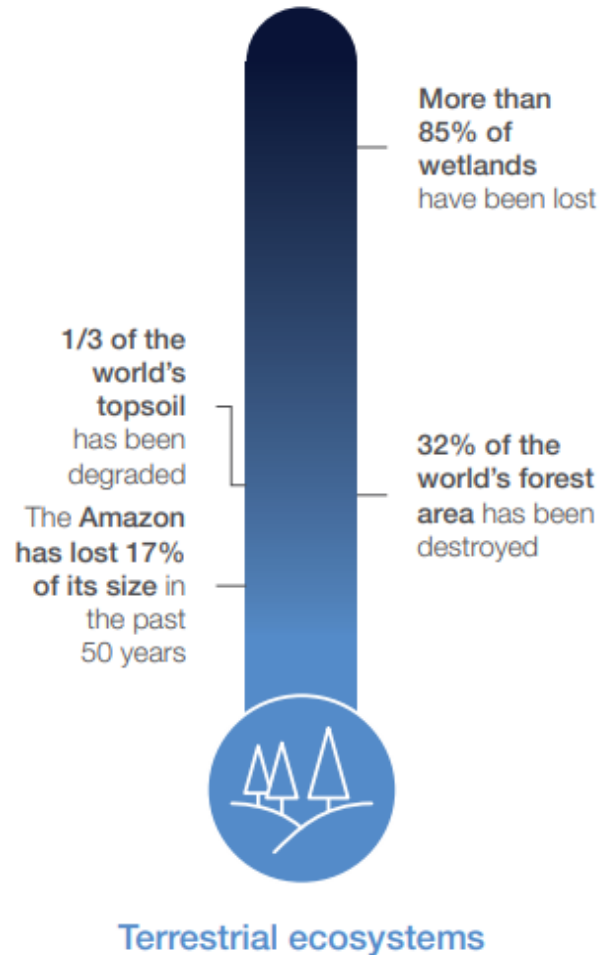 More than
85% of
wetlands
have been lost
1/3 of the
world's
topsoil
has been
degraded
32% of the
world's forest
area has been
destroyed
The Amazon
has lost 17%
of its size in
the past
50 years
Terrestrial ecosystems